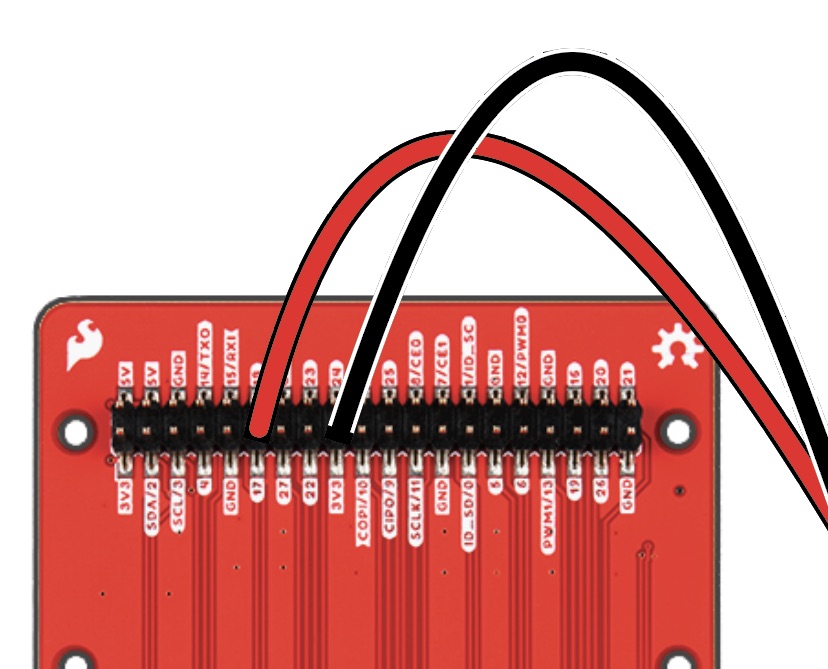 5V
5V
GND
14/TXO
15/RXI
23
24
25
8/CE0
7/CE1
1/ID_SC
GND
12/PWM0
GND
16
20
21
3V3
SDA/2
SCL/3
4
GND
17
27
22
3V3
COPI/10
CIPO/9
SCLK/11
GND
ID_SD/0
5
6
PWM1/13
19
26
GND